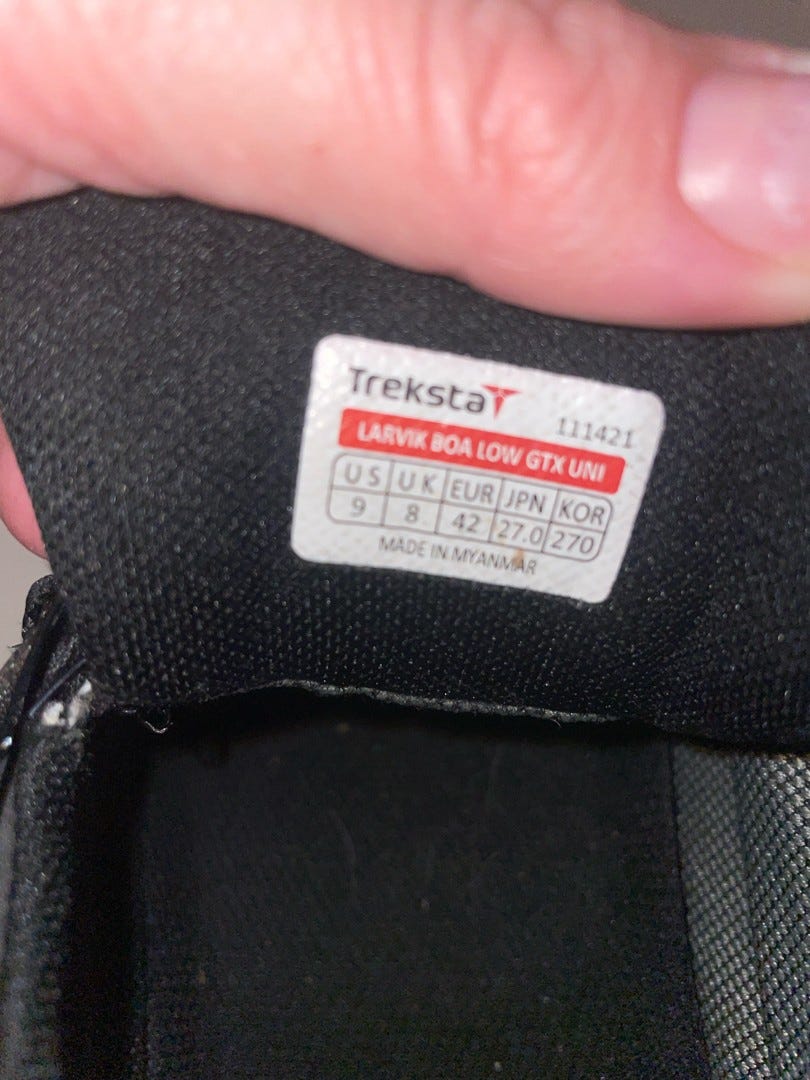 Treksta
111421
LARVIK BOA LOW GTX UNI
US UK EUR JPN KOR
9 8 42 27.0 270
MADE IN MYANMAR